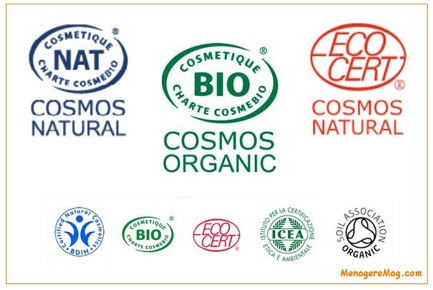 COSMETIQUE
NAT
CHARTE COSMEBIO
®
COSMOS
NATURAL
COSMETIQUE
BIO
CHARTE COSMEBIO
®
COSMOS
ORGANIC
ECO
CERT
®
COSMOS
NATURAL
Certified Natural Cosmetics
BDIH
COSMETIQUE
BIO
CHARTE COSMEBIO
®
ECO
CERT
®
ISTITUTO PER LA CERTIFICAZIONE
ICEA
ETICA E AMBIENTALE
SOIL ASSOCIATION
ORGANIC
MenagereMag.com